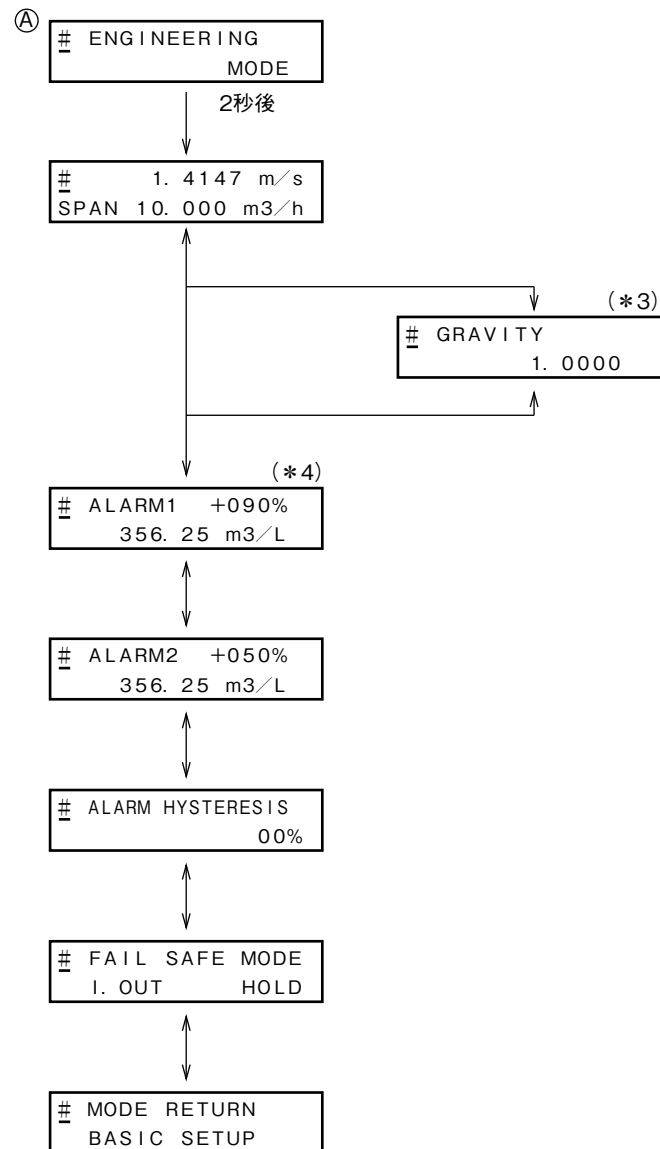 Ⓐ
# ENGINEERING
MODE
2秒後
# 1. 4147 m／s
SPAN 10. 000 m3／h
（＊3）
# GRAVITY
1. 0000
（＊4）
# ALARM1 ＋090%
356. 25 m3／L
# ALARM2 ＋050%
356. 25 m3／L
# ALARM HYSTERESIS
00%
# FAIL SAFE MODE
I. OUT HOLD
# MODE RETURN
BASIC SETUP